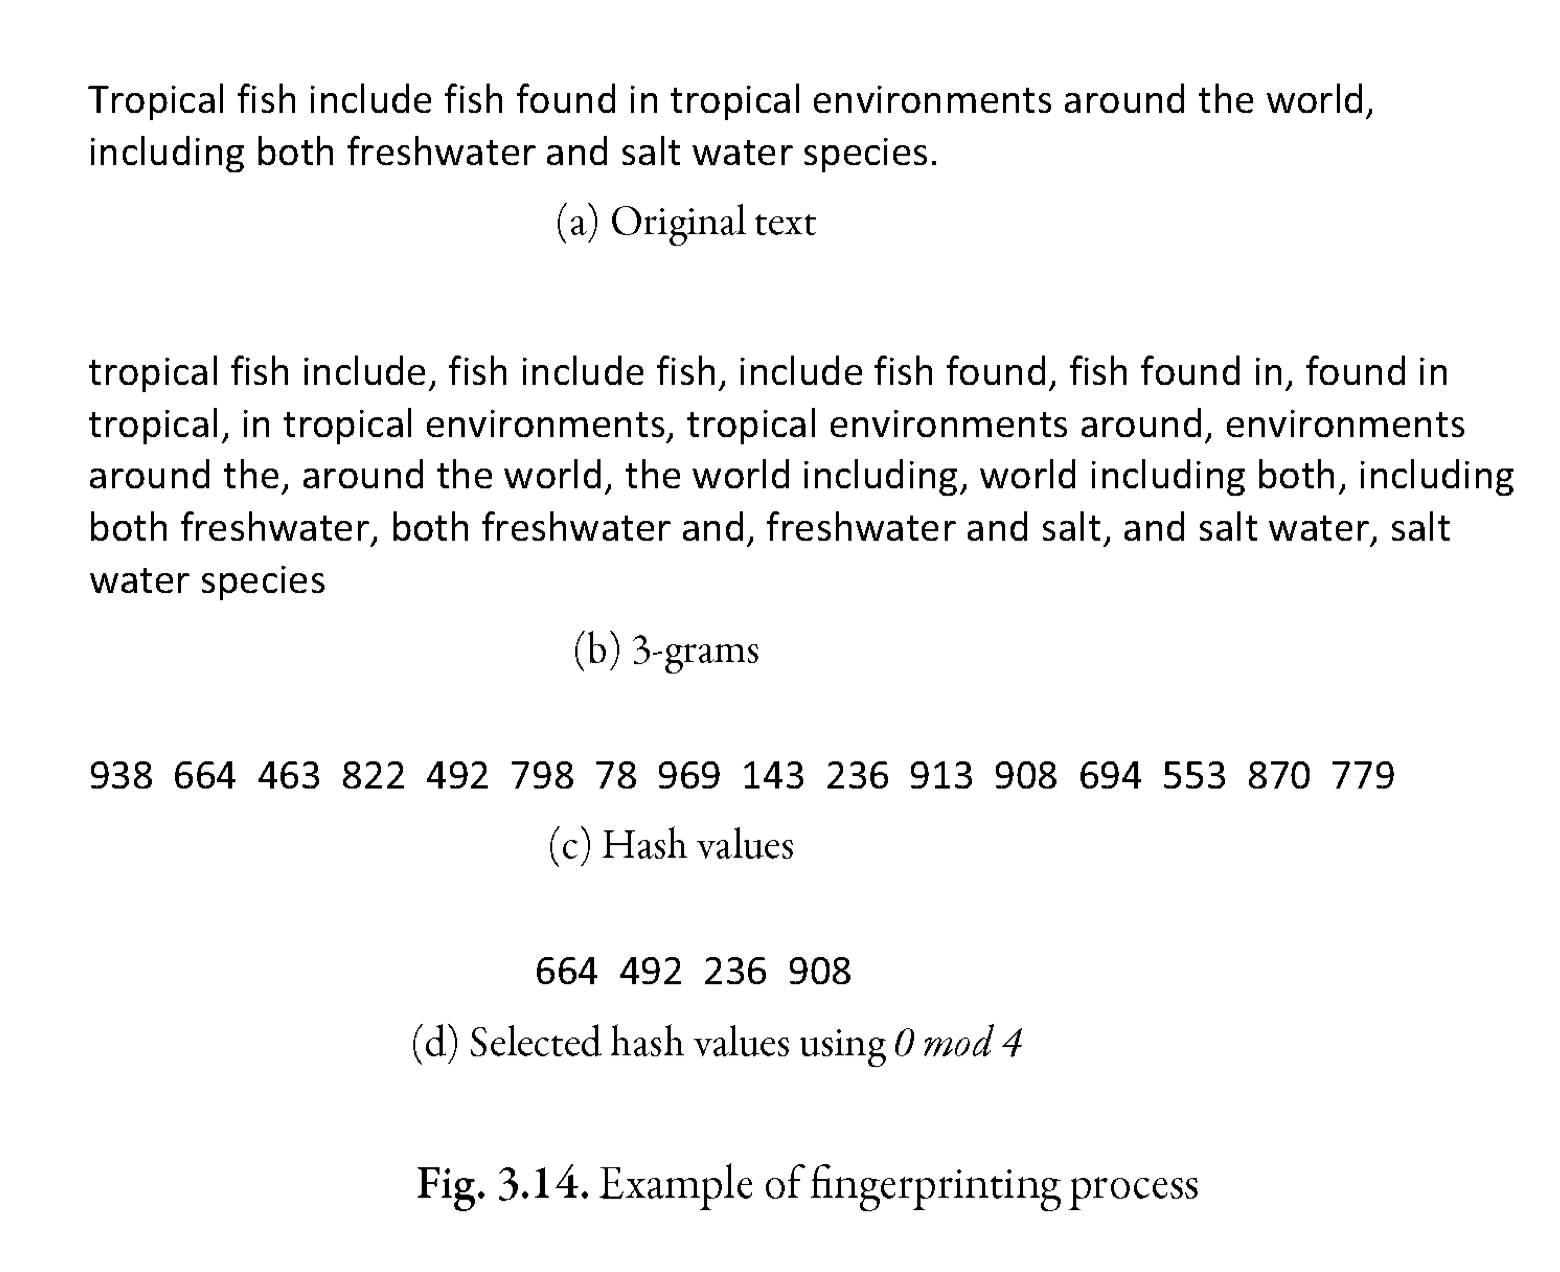 Tropical fish include fish found in tropical environments around the world,
including both freshwater and salt water species.
(a) Original text
tropical fish include, fish include fish, include fish found, fish found in, found in
tropical, in tropical environments, tropical environments around, environments
around the, around the world, the world including, world including both, including
both freshwater, both freshwater and, freshwater and salt, and salt water, salt
water species
(b) 3-grams
938 664 463 822 492 798 78 969 143 236 913 908 694 553 870 779
(c) Hash values
664 492 236 908
(d) Selected hash values using 0 mod 4
Fig. 3.14. Example of fingerprinting process